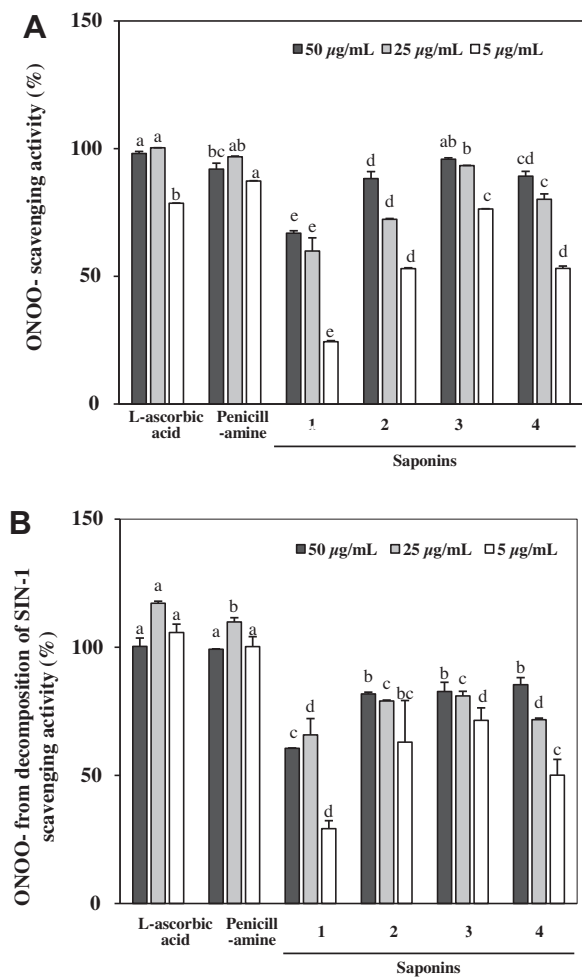 A
150
50 µg/mL 25 µg/mL 5 µg/mL
100
50
0
ONOO- scavenging activity (%)
a a b
bc ab a
e e e
d d d
ab b c
cd c d
L-ascorbic
acid
Penicill
-amine
1 2 3 4
Saponins
B
150
50 µg/mL 25 µg/mL 5 µg/mL
100
50
0
ONOO- from decomposition of SIN-1
scavenging activity (%)
a a a
a b a
c d d
b c bc
b c d
b d c
L-ascorbic
acid
Penicill
-amine
1 2 3 4
Saponins